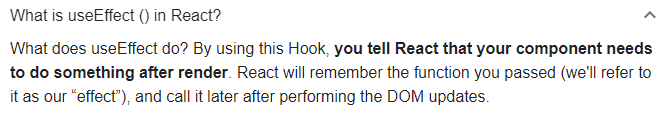 What is useEffect () in React?
What does useEffect do? By using this Hook, you tell React that your component needs
to do something after render. React will remember the function you passed (we'll refer to
it as our “effect”), and call it later after performing the DOM updates.